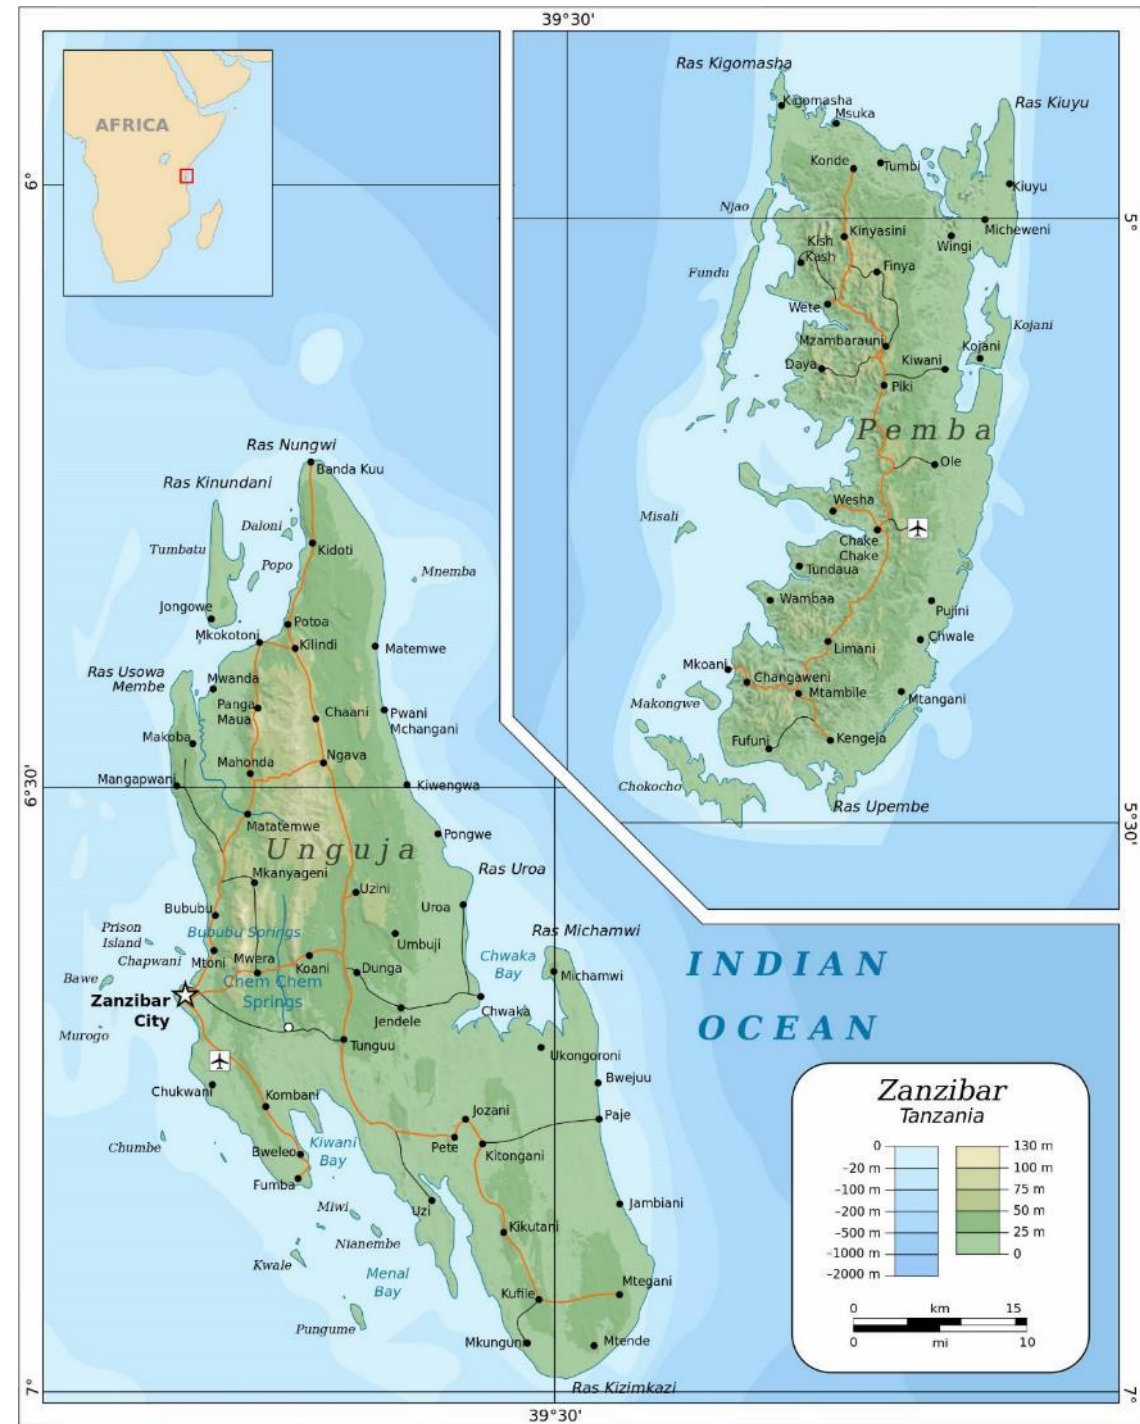 39°30'
AFRICA
6°
5°
Ras Kigomasha
Kigomasha
Msuka
Ras Kiuyu
Konde
Tumbi
Kiuyu
Njao
Micheweni
Kinyasini
Wingi
Kish
Kash
Finya
Fundu
Wete
Kojani
Mzambarauni
Kojani
Kiwani
Daya
Piki
Pemba
Ole
Wesha
Misali
Chake
Chake
Tundaua
Wambaa
Pujini
Chwale
Limani
Mkoani
Changaweni
Mtambile
Mtangani
Makongwe
Fufuni
Kengeja
Chokocho
Ras Upembe
5°30'
Ras Nungwi
Banda Kuu
Ras Kinundani
Daloni
Tumbatu
Kidoti
Popo
Mnemba
Jongowe
Potoa
Mkokotoni
Kilindi
Matemwe
Ras Usowa
Membe
Mwanda
Panga
Maua
Chaani
Pwani
Mchangani
Makoba
Ngava
Mahonda
6°30'
Mangapwani
Kiwengwa
Matatemwe
Pongwe
Unguja
Ras Uroa
Mkanyageni
Uzini
Bububu
Uroa
Prison
Island
Bububu Springs
Umbuji
Ras Michamwi
Chapwani
Mtoni
Mwera
Koani
Dunga
Chwaka
Bay
Michamwi
Bawe
Chem Chem
Springs
Zanzibar
City
Jendele
Chwaka
Murogo
Tunguu
Ukongoroni
INDIAN
OCEAN
Chukwani
Bwejuu
Kombani
Jozani
Paje
Chumbe
Kiwani
Bay
Bweleo
Pete
Kitongani
Fumba
Miwi
Uzi
Jambiani
Nianembe
Kikutani
Kwale
Menai
Bay
Mtegani
Kufile
Pungume
Mkunguni
Mtende
Ras Kizimkazi
7°
7°
39°30'
Zanzibar
Tanzania
0
-20 m
-100 m
-200 m
-500 m
-1000 m
-2000 m
130 m
100 m
75 m
50 m
25 m
0
0 km 15
0 mi 10